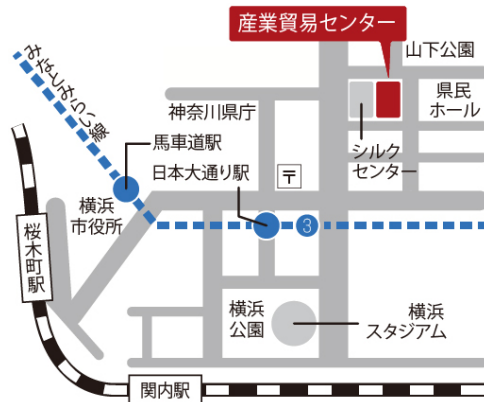 産業貿易センター
山下公園
みなとみらい線
神奈川県庁
県民
ホール
馬車道駅
シルク
センター
日本大通り駅
〒
横浜
市役所
3
桜木町駅
横浜
公園
横浜
スタジアム
関内駅